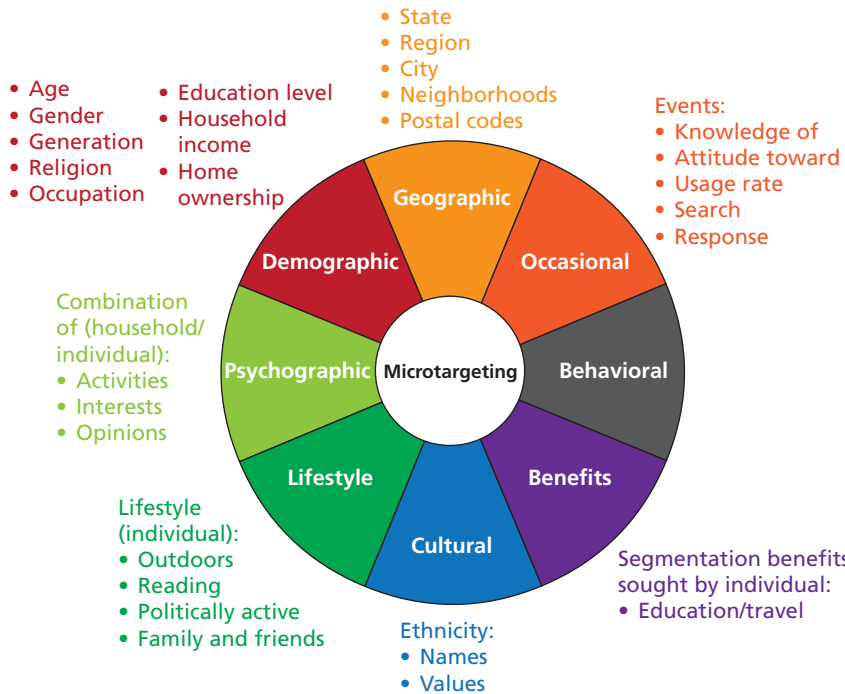 • State
• Region
• City
• Neighborhoods
• Postal codes
• Age
• Gender
• Generation
• Religion
• Occupation
• Education level
• Household
income
• Home
ownership
Events:
• Knowledge of
• Attitude toward
• Usage rate
• Search
• Response
Geographic
Demographic
Occasional
Combination
of (household/
individual):
• Activities
• Interests
• Opinions
Psychographic
Microtargeting
Behavioral
Lifestyle
Benefits
Cultural
Lifestyle
(individual):
• Outdoors
• Reading
• Politically active
• Family and friends
Segmentation benefits
sought by individual:
• Education/travel
Ethnicity:
• Names
• Values